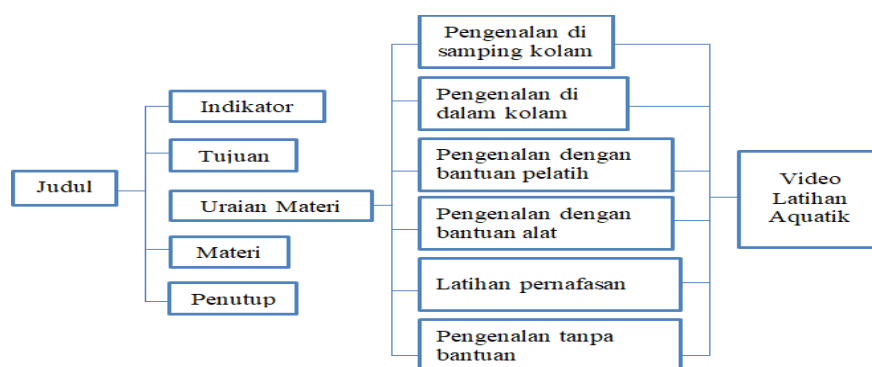 Judul
Indikator
Tujuan
Uraian Materi
Materi
Penutup
Pengenalan di
samping kolam
Pengenalan di
dalam kolam
Pengenalan dengan
bantuan pelatih
Pengenalan dengan
bantuan alat
Latihan pernafasan
Pengenalan tanpa
bantuan
Video
Latihan
Aquatik